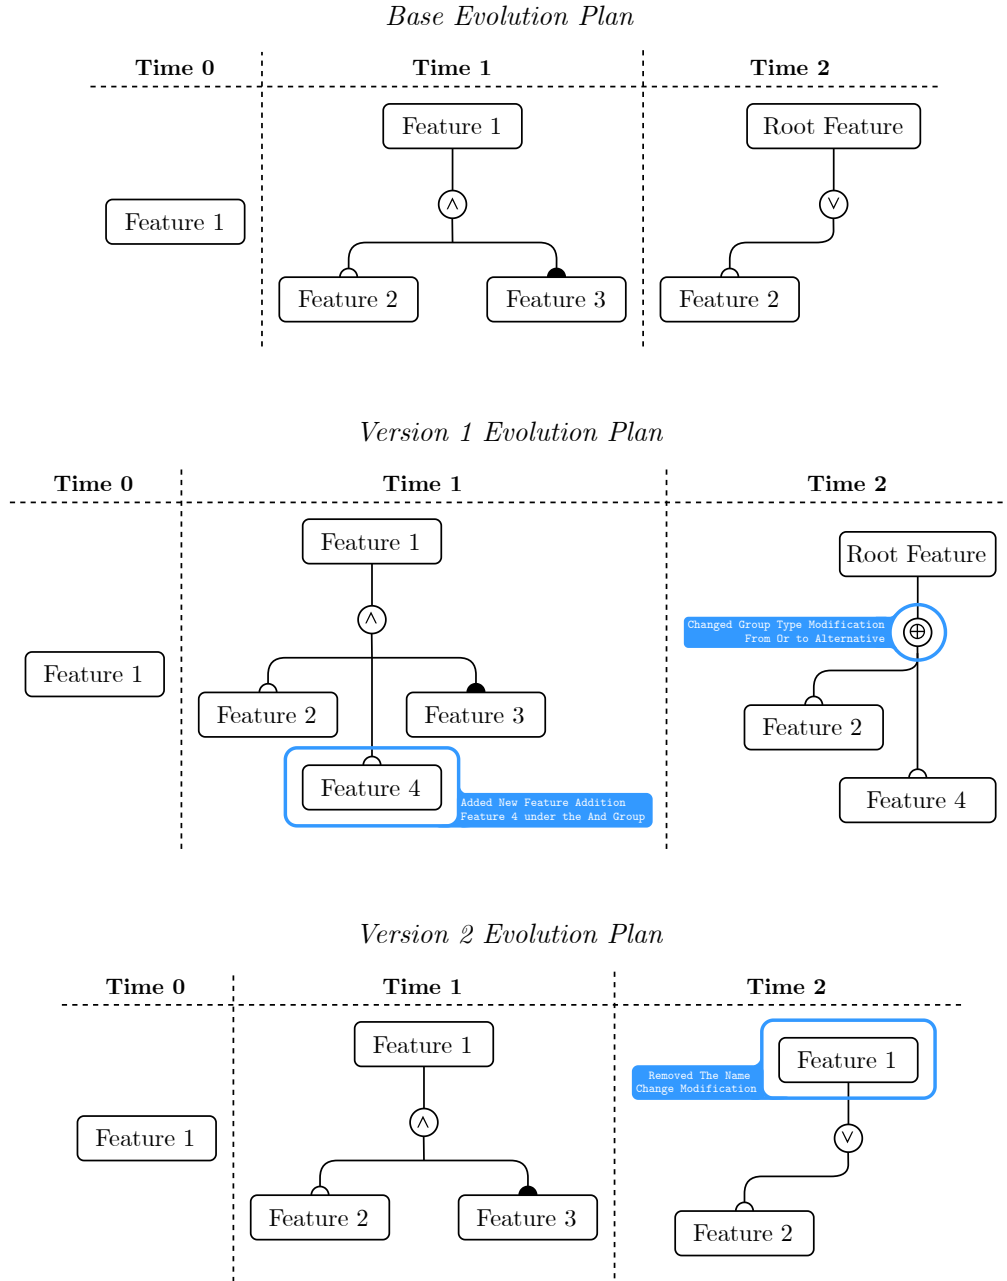 Base Evolution Plan
Time 0
Time 1
Time 2
Feature 1
Root Feature
∧
∨
Feature 1
Feature 2
Feature 3
Feature 2
Version 1 Evolution Plan
Time 0
Time 1
Time 2
Feature 1
Root Feature
∧
Changed Group Type Modification
From Or to Alternative
⊕
Feature 1
Feature 2
Feature 3
Feature 2
Feature 4
Added New Feature Addition
Feature 4 under the And Group
Feature 4
Version 2 Evolution Plan
Time 0
Time 1
Time 2
Feature 1
Feature 1
Removed The Name
Change Modification
∧
∨
Feature 1
Feature 2
Feature 3
Feature 2